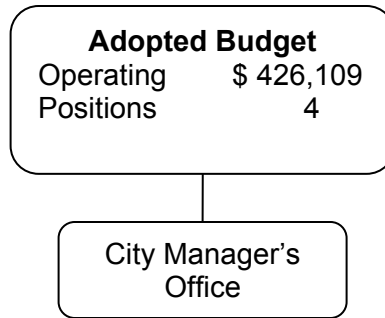 Adopted Budget
Operating $ 426,109
Positions 4
City Manager’s
Office